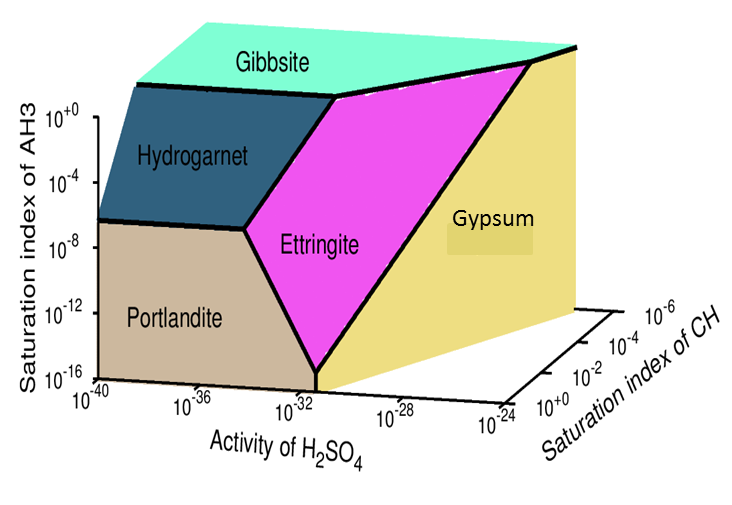 Gibbsite
Hydrogarnet
Ettringite
Gypsum
Portlandite
Saturation index of AH3
10+0
10-4
10-8
10-12
10-16
10-40
10-36
10-32
10-28
10-24
Activity of H2SO4
10+0
10-2
10-4
10-6
Saturation index of CH